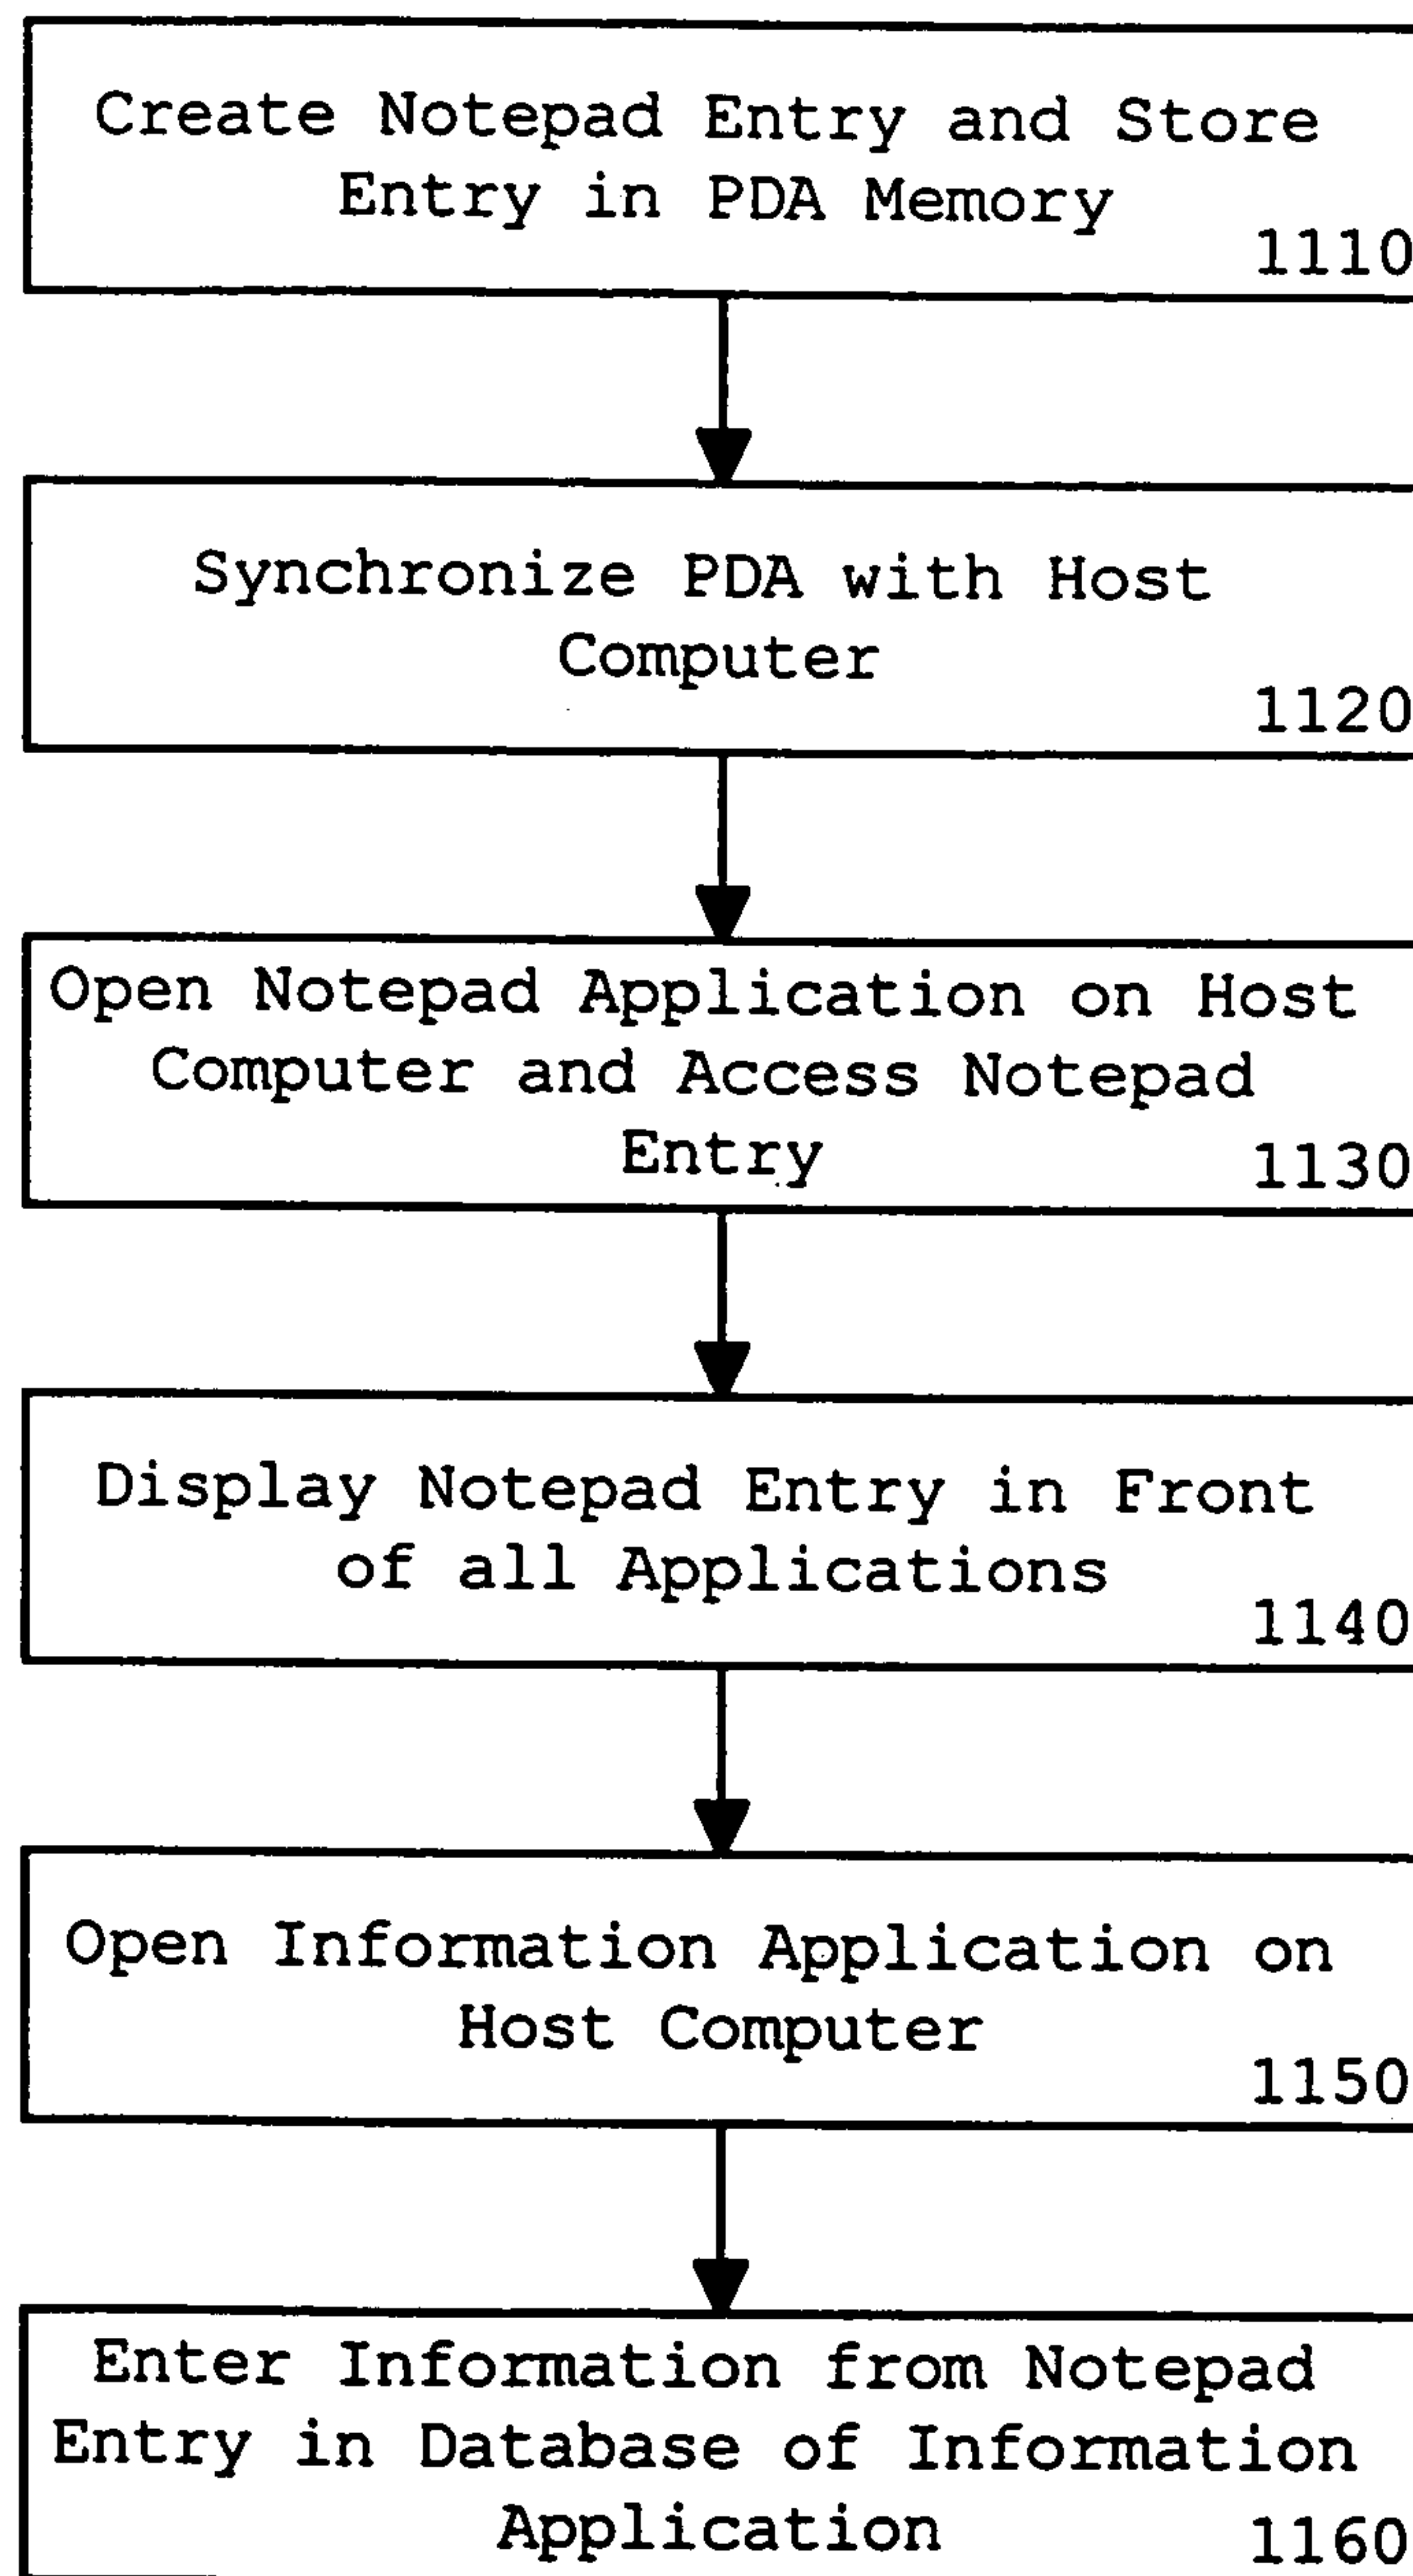 Create Notepad Entry and Store
Entry in PDA Memory
1110
Synchronize PDA with Host
Computer
1120
Open Notepad Application on Host
Computer and Access Notepad
Entry
1130
Display Notepad Entry in Front
of all Applications
1140
Open Information Application on
Host Computer
1150
Enter Information from Notepad
Entry in Database of Information
Application
1160